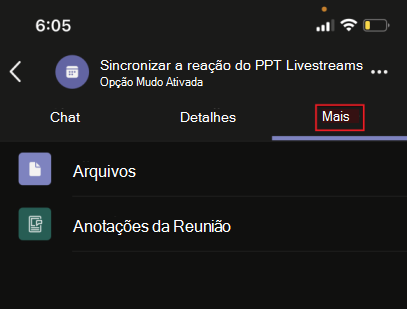 6:05
Sincronizar a reação do PPT Livestreams
Opção Mudo Ativada
Chat Detalhes Mais
Arquivos
Anotações da Reunião